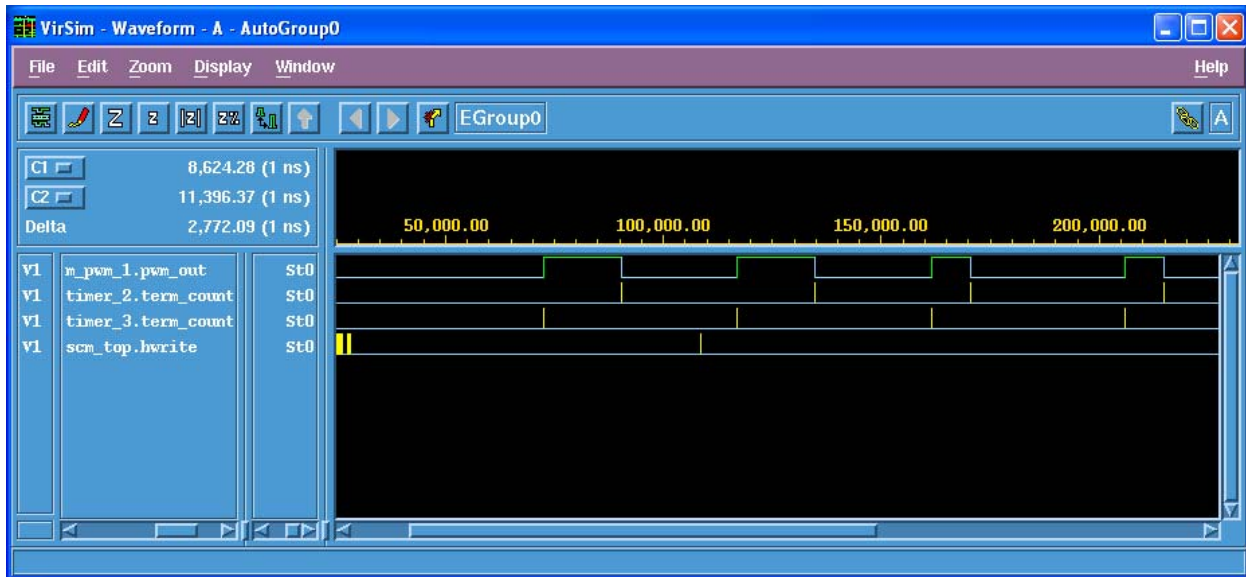 VirSim - Waveform - A - AutoGroup0
File Edit Zoom Display Window Help
Z z |z| z% EGroup0 A
C1 8,624.28 (1 ns)
C2 11,396.37 (1 ns)
Delta 2,772.09 (1 ns)
50,000.00 100,000.00 150,000.00 200,000.00
V1 m_pwm_1.pwm_out St0
V1 timer_2.term_count St0
V1 timer_3.term_count St0
V1 scm_top.hwrite St0